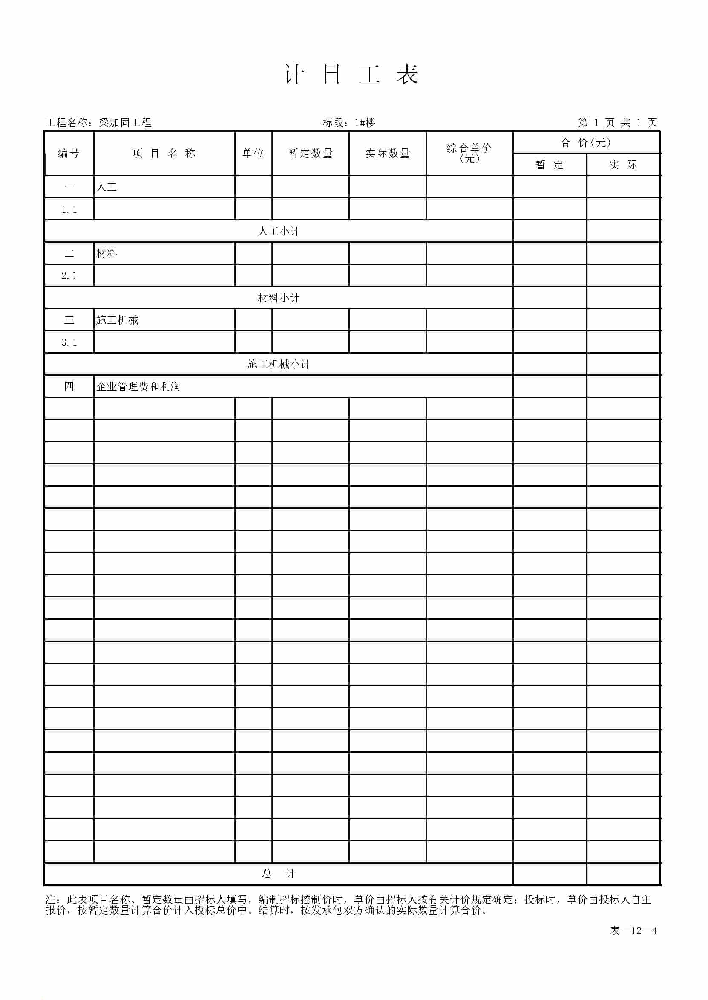 计 日 工 表
工程名称：梁加固工程 标段：1#楼 第 1 页 共 1 页
编号 项 目 名 称 单位 暂定数量 实际数量 综合单价(元) 合 价(元)
暂 定 实 际
一 人工
1.1
人工小计
二 材料
2.1
材料小计
三 施工机械
3.1
施工机械小计
四 企业管理费和利润
总 计
注：此表项目名称、暂定数量由招标人填写，编制招标控制价时，单价由招标人按有关计价规定确定；投标时，单价由投标人自主
报价，按暂定数量计算合价计入投标总价中。结算时，按发承包双方确认的实际数量计算合价。
表—12—4